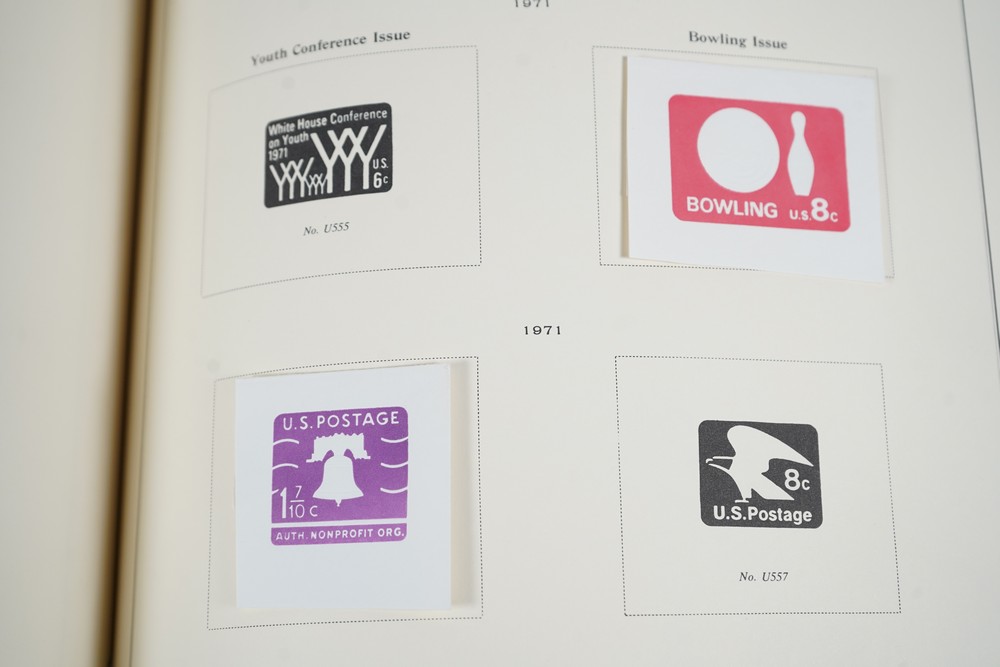 1971
Youth Conference Issue
White House Conference
on Youth
1971
U.S.
6c
No. U555
Bowling Issue
BOWLING U.S. 8c
1971
U.S. POSTAGE
1 7/10 c
AUTH. NONPROFIT ORG.
8c
U.S. Postage
No. U557